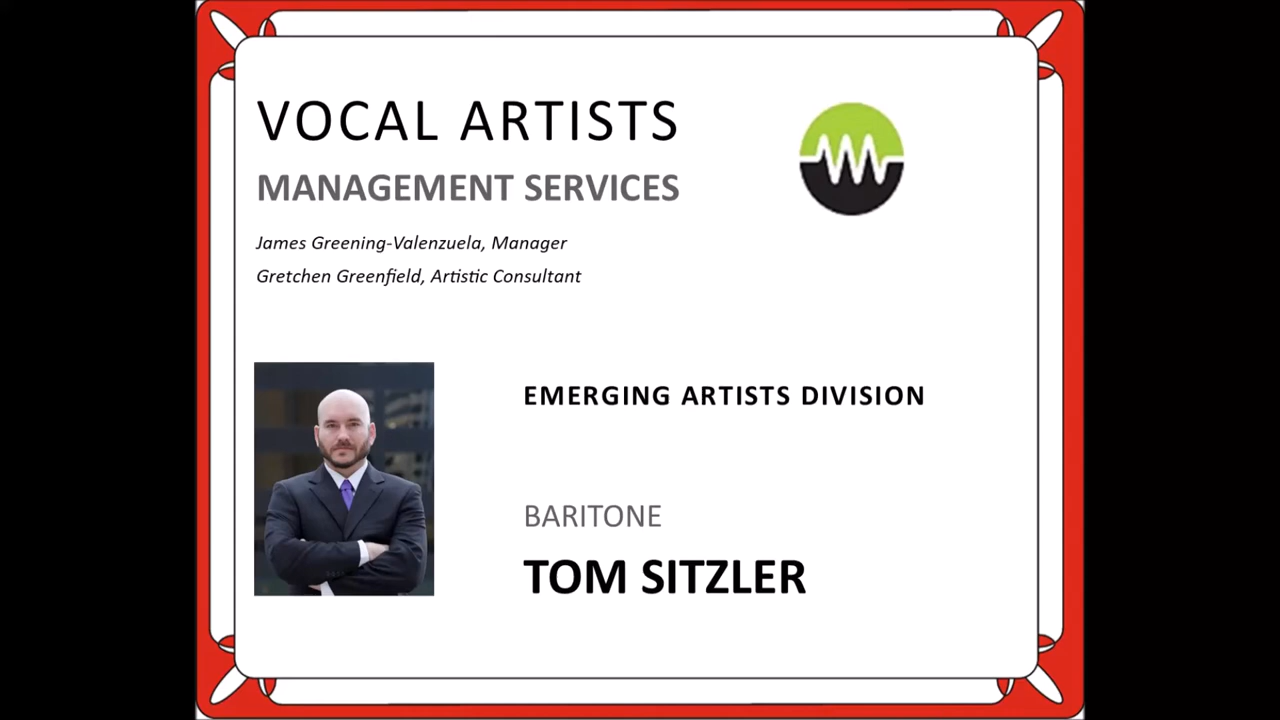 VOCAL ARTISTS
MANAGEMENT SERVICES
James Greening-Valenzuela, Manager
Gretchen Greenfield, Artistic Consultant
EMERGING ARTISTS DIVISION
BARITONE
TOM SITZLER